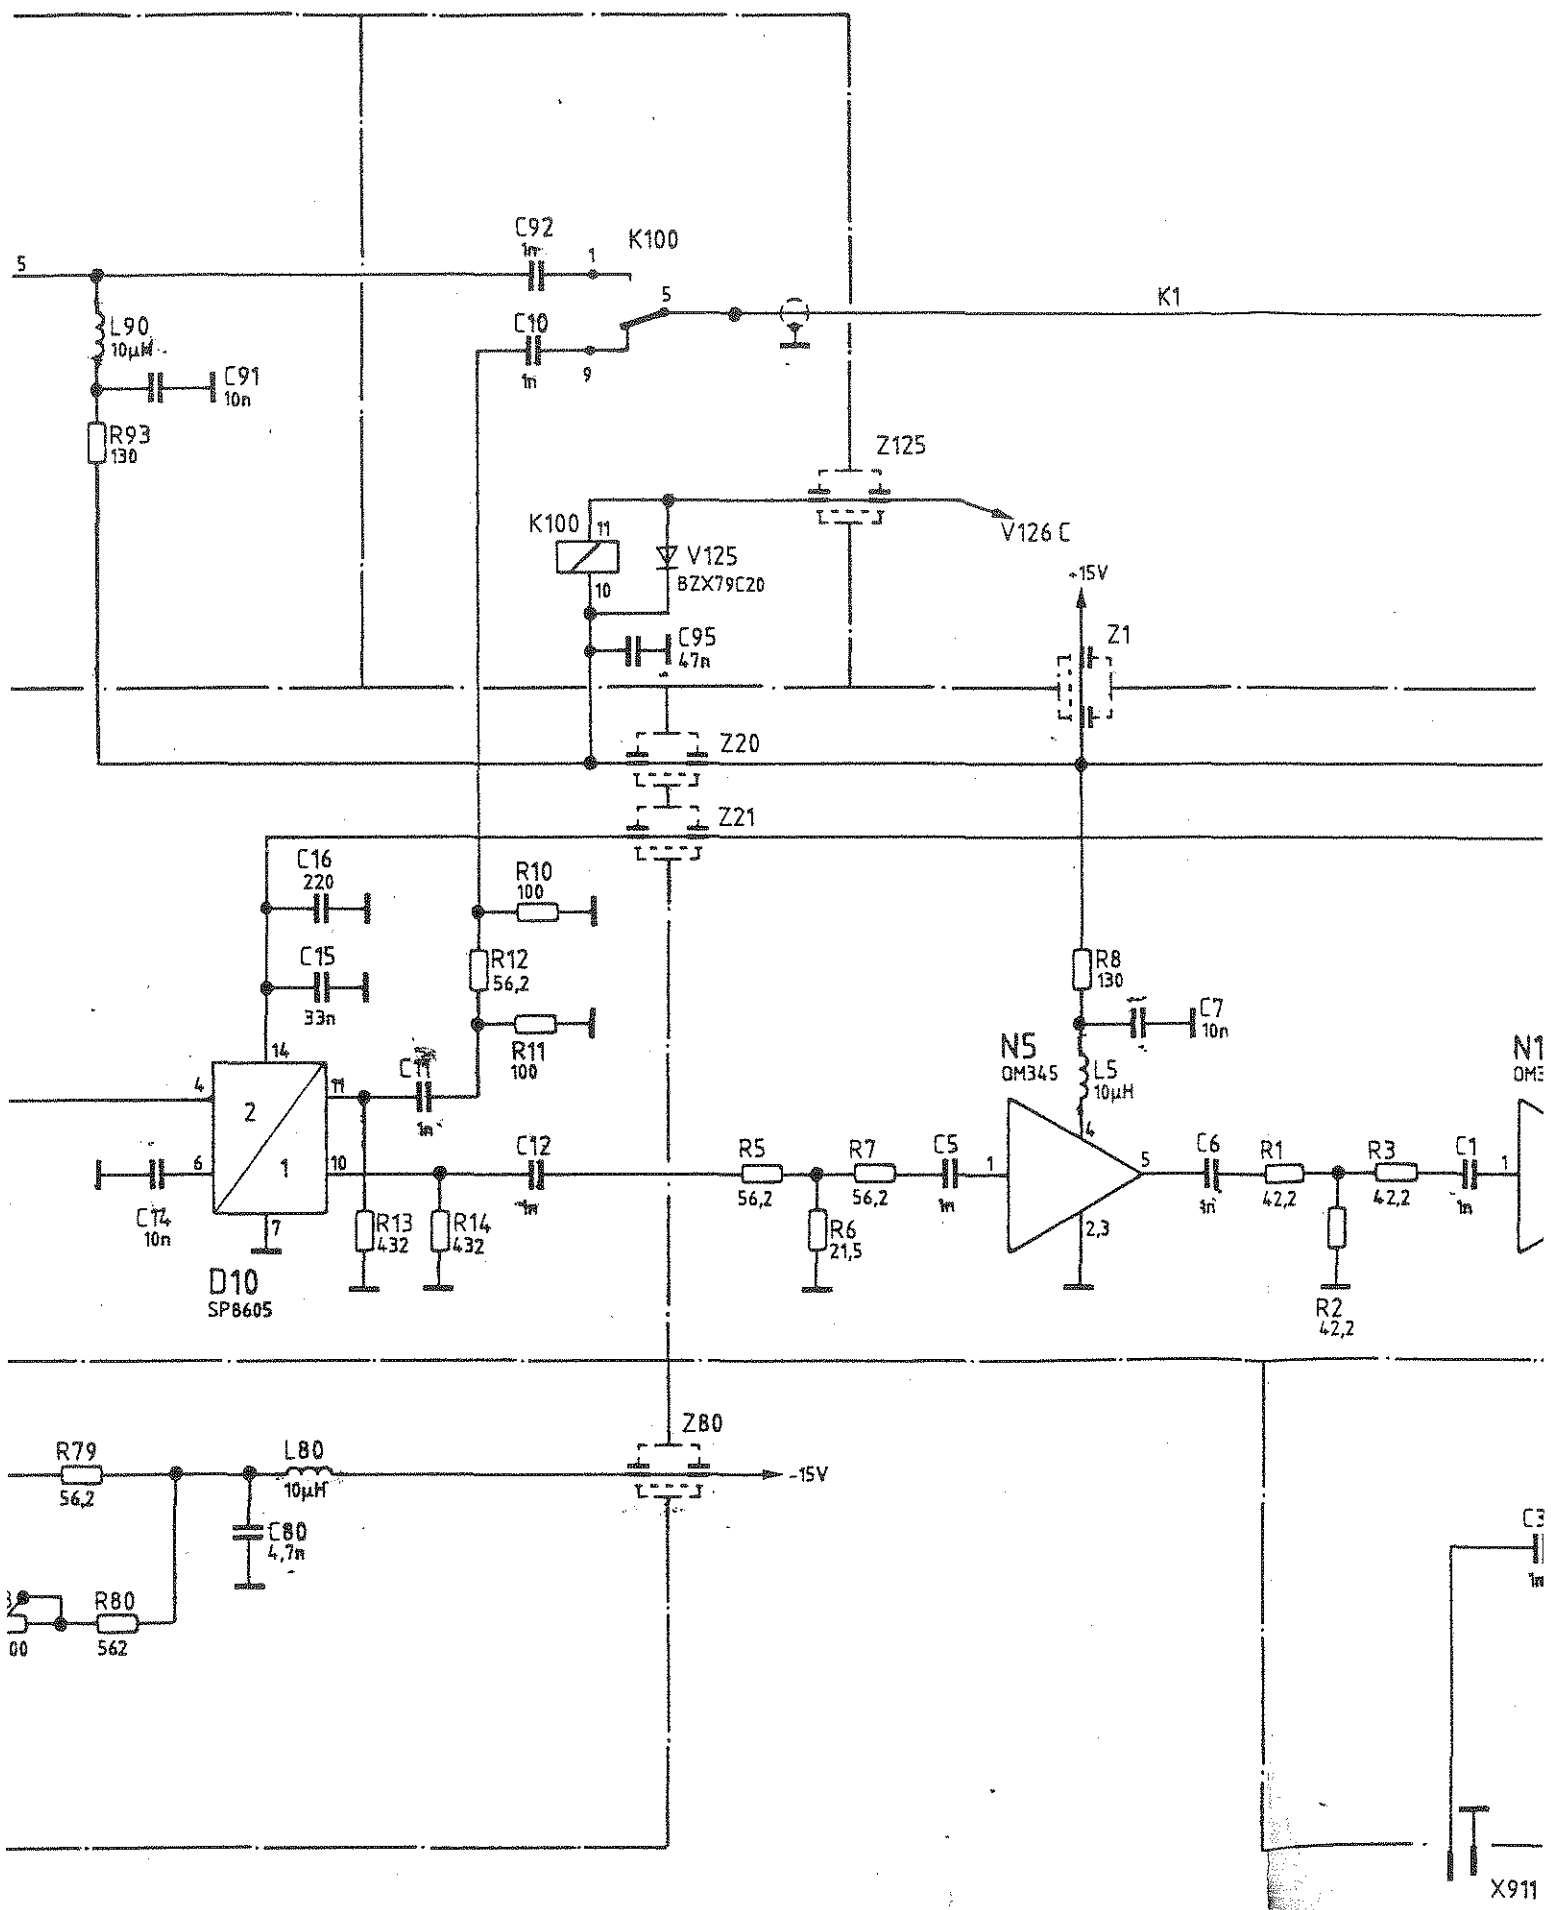 C92
1n
1
K100
5
5
K1
L90
10µH
C10
1n
9
C91
10n
R93
130
Z125
K100
11
10
V125
BZX79C20
V126 C
+15V
C95
47n
Z1
Z20
Z21
C16
220
R10
100
C15
33n
R12
56,2
R8
130
14
R11
100
C7
10n
N5
OM345
L5
10µH
4
11
C11
1n
2
1
4
6
10
C12
1n
R5
56,2
R7
56,2
C5
1n
1
5
C6
1n
R1
42,2
R3
42,2
C1
1n
1
C14
10n
7
R13
432
R14
432
R6
21,5
2,3
D10
SP8605
R2
42,2
Z80
R79
56,2
L80
10µH
-15V
C80
4,7n
R80
562
00
1n
X911